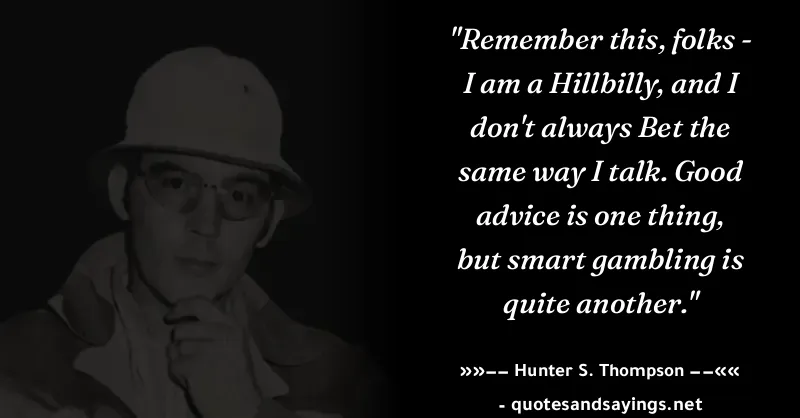 "Remember this, folks -
I am a Hillbilly, and I
don't always Bet the
same way I talk. Good
advice is one thing,
but smart gambling is
quite another."
»»–– Hunter S. Thompson ––««
- quotesandsayings.net